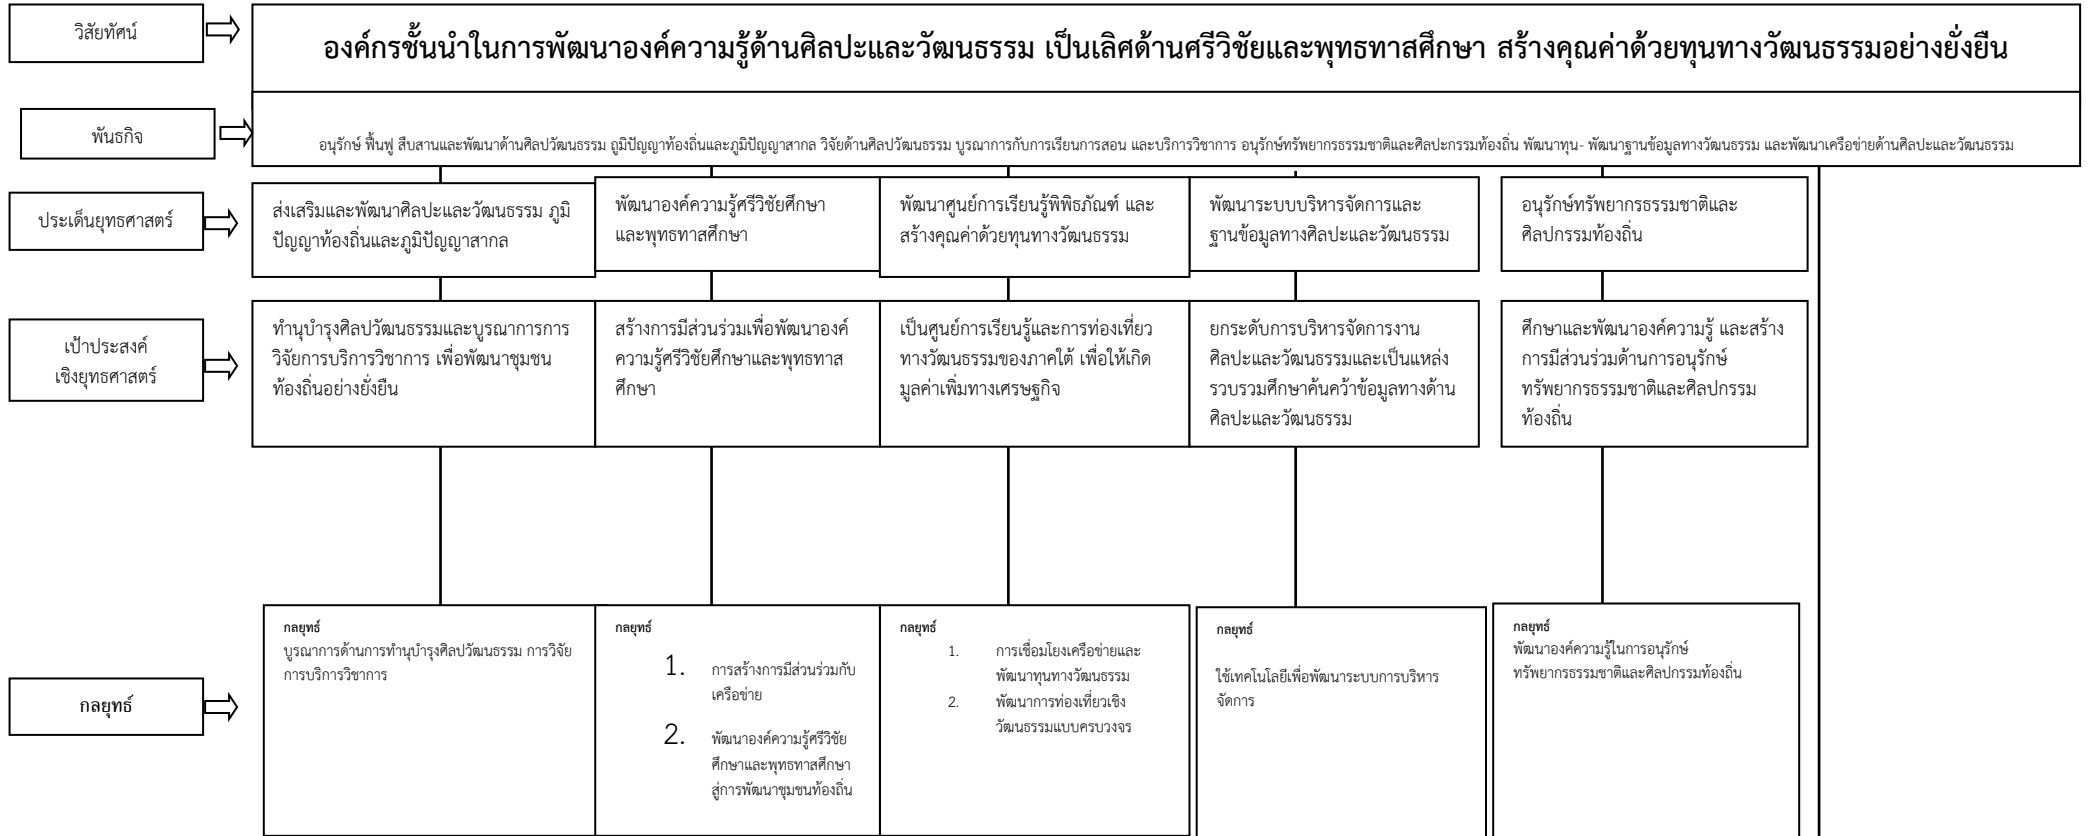 วิสัยทัศน์
องค์กรชั้นนำในการพัฒนาองค์ความรู้ด้านศิลปะและวัฒนธรรม เป็นเลิศด้านศรีวิชัยและพุทธทาสศึกษา สร้างคุณค่าด้วยทุนทางวัฒนธรรมอย่างยั่งยืน
พันธกิจ
อนุรักษ์ ฟื้นฟู สืบสานและพัฒนาด้านศิลปวัฒนธรรม ถูมิปัญญาท้องถิ่นและภูมิปัญญาสากล วิจัยด้านศิลปวัฒนธรรม บูรณาการกับการเรียนการสอน และบริการวิชาการ อนุรักษ์ทรัพยากรธรรมชาติและศิลปะกรรมท้องถิ่น พัฒนาทุน- พัฒนาฐานข้อมูลทางวัฒนธรรม และพัฒนาเครือข่ายด้านศิลปะและวัฒนธรรม
ประเด็นยุทธศาสตร์
ส่งเสริมและพัฒนาศิลปะและวัฒนธรรม ภูมิ
ปัญญาท้องถิ่นและภูมิปัญญาสากล
พัฒนาองค์ความรู้ศรีวิชัยศึกษา
และพุทธทาสศึกษา
พัฒนาศูนย์การเรียนรู้พิพิธภัณฑ์ และ
สร้างคุณค่าด้วยทุนทางวัฒนธรรม
พัฒนาระบบบริหารจัดการและ
ฐานข้อมูลทางศิลปะและวัฒนธรรม
อนุรักษ์ทรัพยากรธรรมชาติและ
ศิลปกรรมท้องถิ่น
เป้าประสงค์
เชิงยุทธศาสตร์
ทำนุบำรุงศิลปวัฒนธรรมและบูรณาการการ
วิจัยการบริการวิชาการ เพื่อพัฒนาชุมชน
ท้องถิ่นอย่างยั่งยืน
สร้างการมีส่วนร่วมเพื่อพัฒนาองค์
ความรู้ศรีวิชัยศึกษาและพุทธทาส
ศึกษา
เป็นศูนย์การเรียนรู้และการท่องเที่ยว
ทางวัฒนธรรมของภาคใต้ เพื่อให้เกิด
มูลค่าเพิ่มทางเศรษฐกิจ
ยกระดับการบริหารจัดการงาน
ศิลปะและวัฒนธรรมและเป็นแหล่ง
รวบรวมศึกษาค้นคว้าข้อมูลทางด้าน
ศิลปะและวัฒนธรรม
ศึกษาและพัฒนาองค์ความรู้ และสร้าง
การมีส่วนร่วมด้านการอนุรักษ์
ทรัพยากรธรรมชาติและศิลปกรรม
ท้องถิ่น
กลยุทธ์
กลยุทธ์
บูรณาการด้านการทำนุบำรุงศิลปวัฒนธรรม การวิจัย
การบริการวิชาการ
กลยุทธ์
1. การสร้างการมีส่วนร่วมกับ
เครือข่าย
2. พัฒนาองค์ความรู้ศรีวิชัย
ศึกษาและพุทธทาสศึกษา
สู่การพัฒนาชุมชนท้องถิ่น
กลยุทธ์
1. การเชื่อมโยงเครือข่ายและ
พัฒนาทุนทางวัฒนธรรม
2. พัฒนาการท่องเที่ยวเชิง
วัฒนธรรมแบบครบวงจร
กลยุทธ์
ใช้เทคโนโลยีเพื่อพัฒนาระบบการบริหาร
จัดการ
กลยุทธ์
พัฒนาองค์ความรู้ในการอนุรักษ์
ทรัพยากรธรรมชาติและศิลปกรรมท้องถิ่น